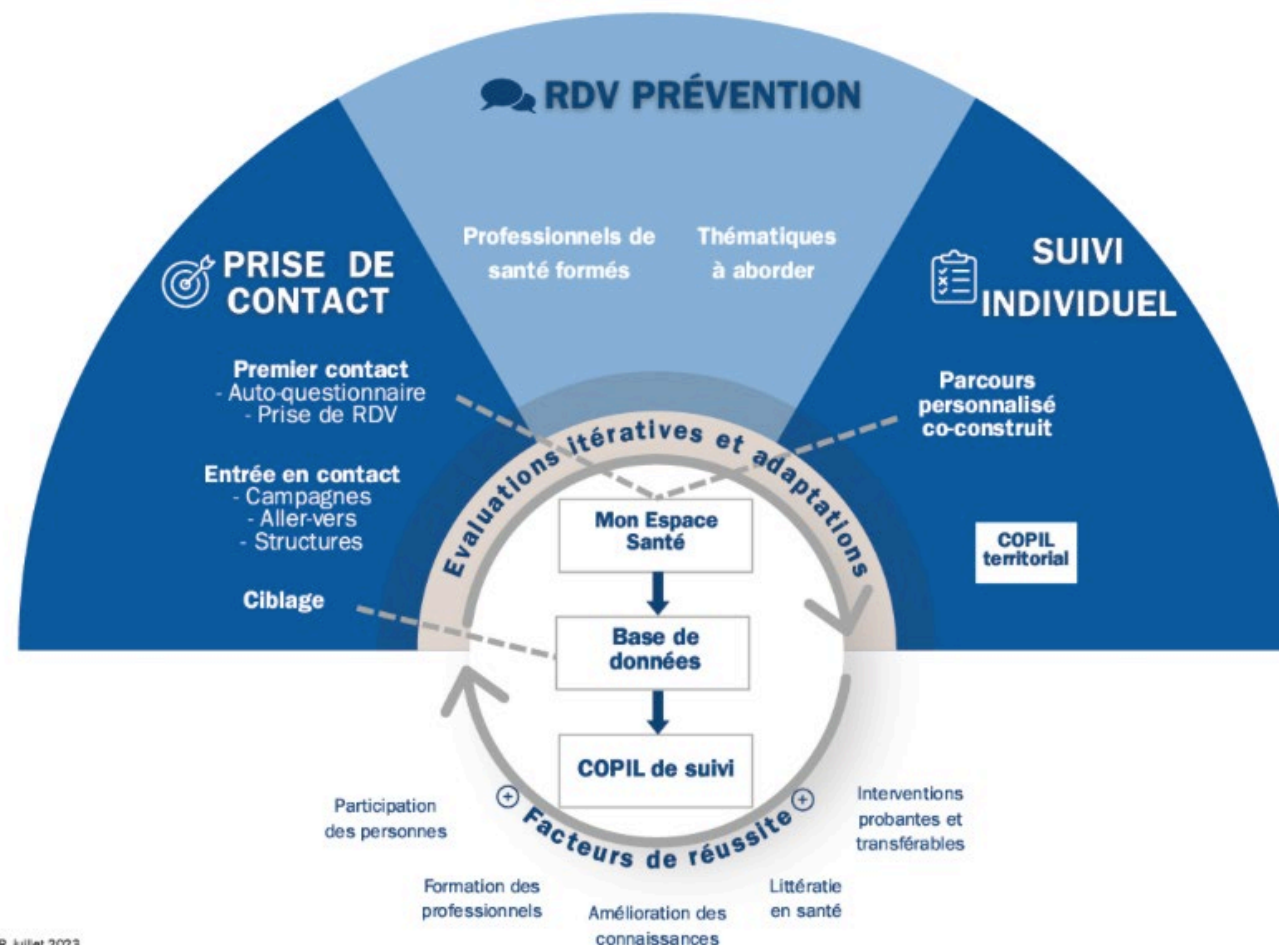 RDV PRÉVENTION
Professionnels de
santé formés
Thématiques
à aborder
PRISE DE
CONTACT
Premier contact
- Auto-questionnaire
- Prise de RDV
Entrée en contact
- Campagnes
- Aller-vers
- Structures
Ciblage
SUIVI
INDIVIDUEL
Parcours
personnalisé
co-construit
COPIL
territorial
Evaluations itératives et adaptations
Mon Espace
Santé
Base de
données
COPIL de suivi
Facteurs de réussite
Participation
des personnes
Formation des
professionnels
Amélioration des
connaissances
Littératie
en santé
Interventions
probantes et
transférables
juillet 2023